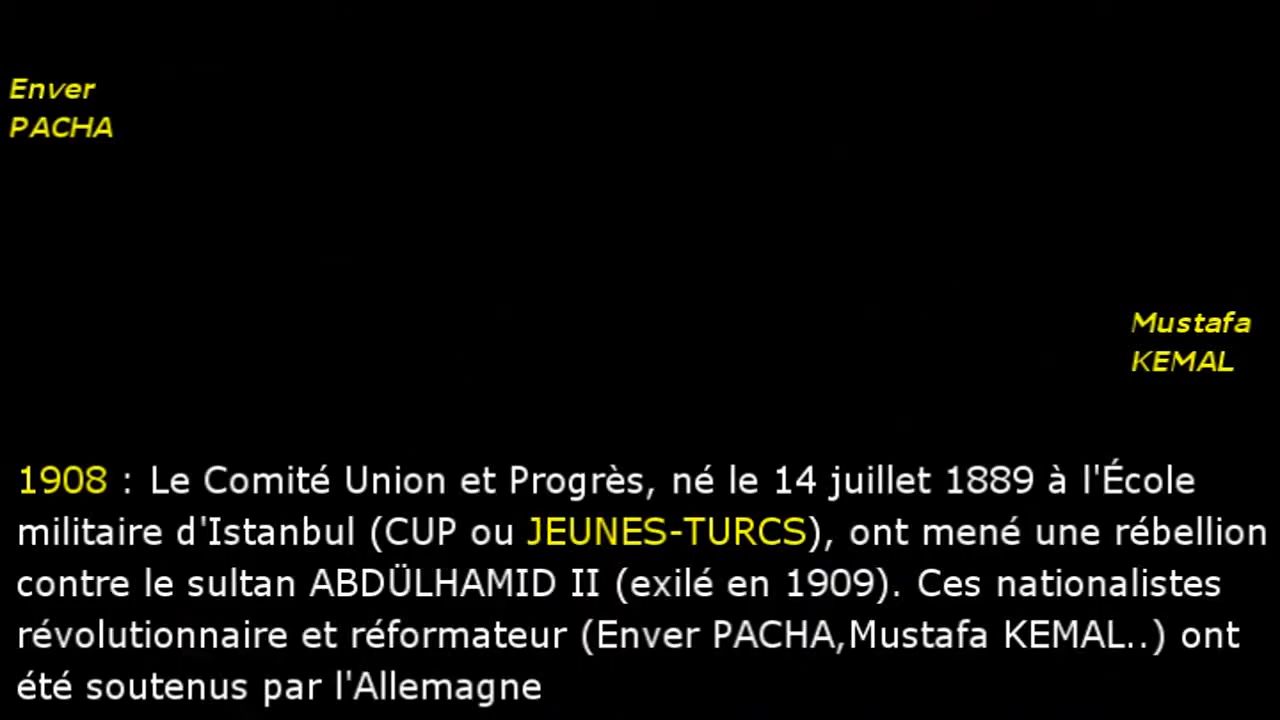 Enver
PACHA
Mustafa
KEMAL
1908 : Le Comité Union et Progrès, né le 14 juillet 1889 à l'École
militaire d'Istanbul (CUP ou JEUNES-TURCS), ont mené une rébellion
contre le sultan ABDÜLHAMID II (exilé en 1909). Ces nationalistes
révolutionnaire et réformateur (Enver PACHA,Mustafa KEMAL..) ont
été soutenus par l'Allemagne